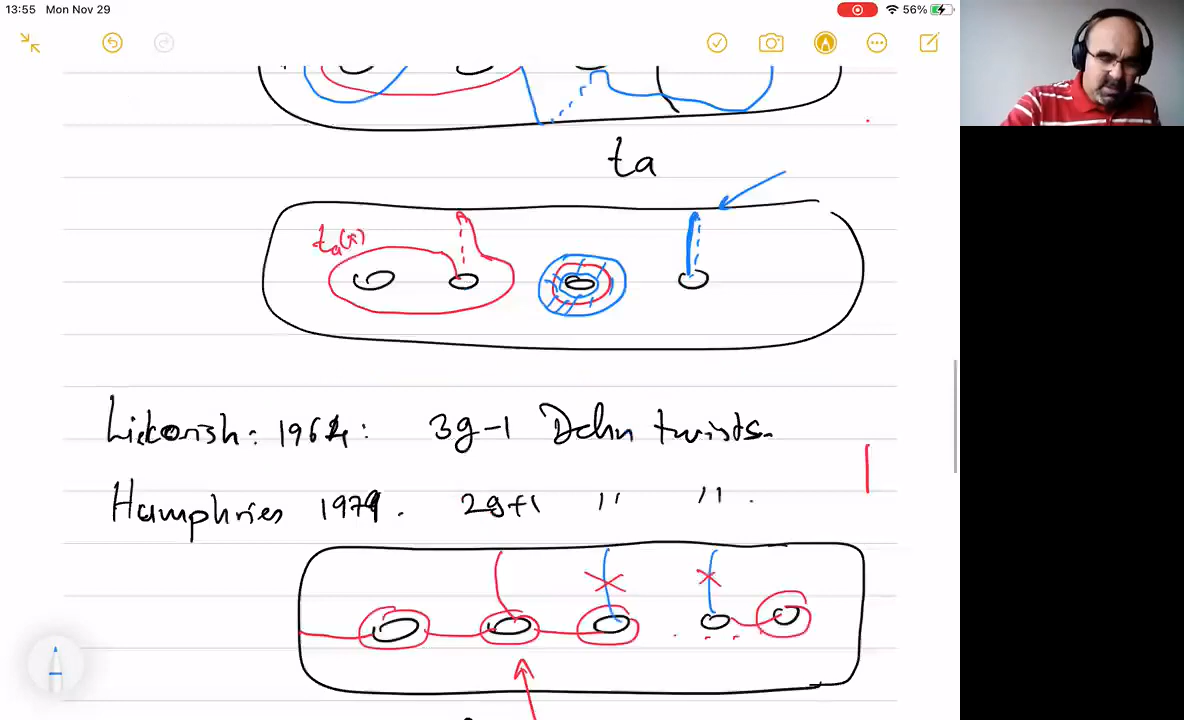 13:55 Mon Nov 29 56%
ta
ta(x)
Lickorish: 1964: 3g-1 Dehn twists.
Humphries 1979. 2g+1 " ".